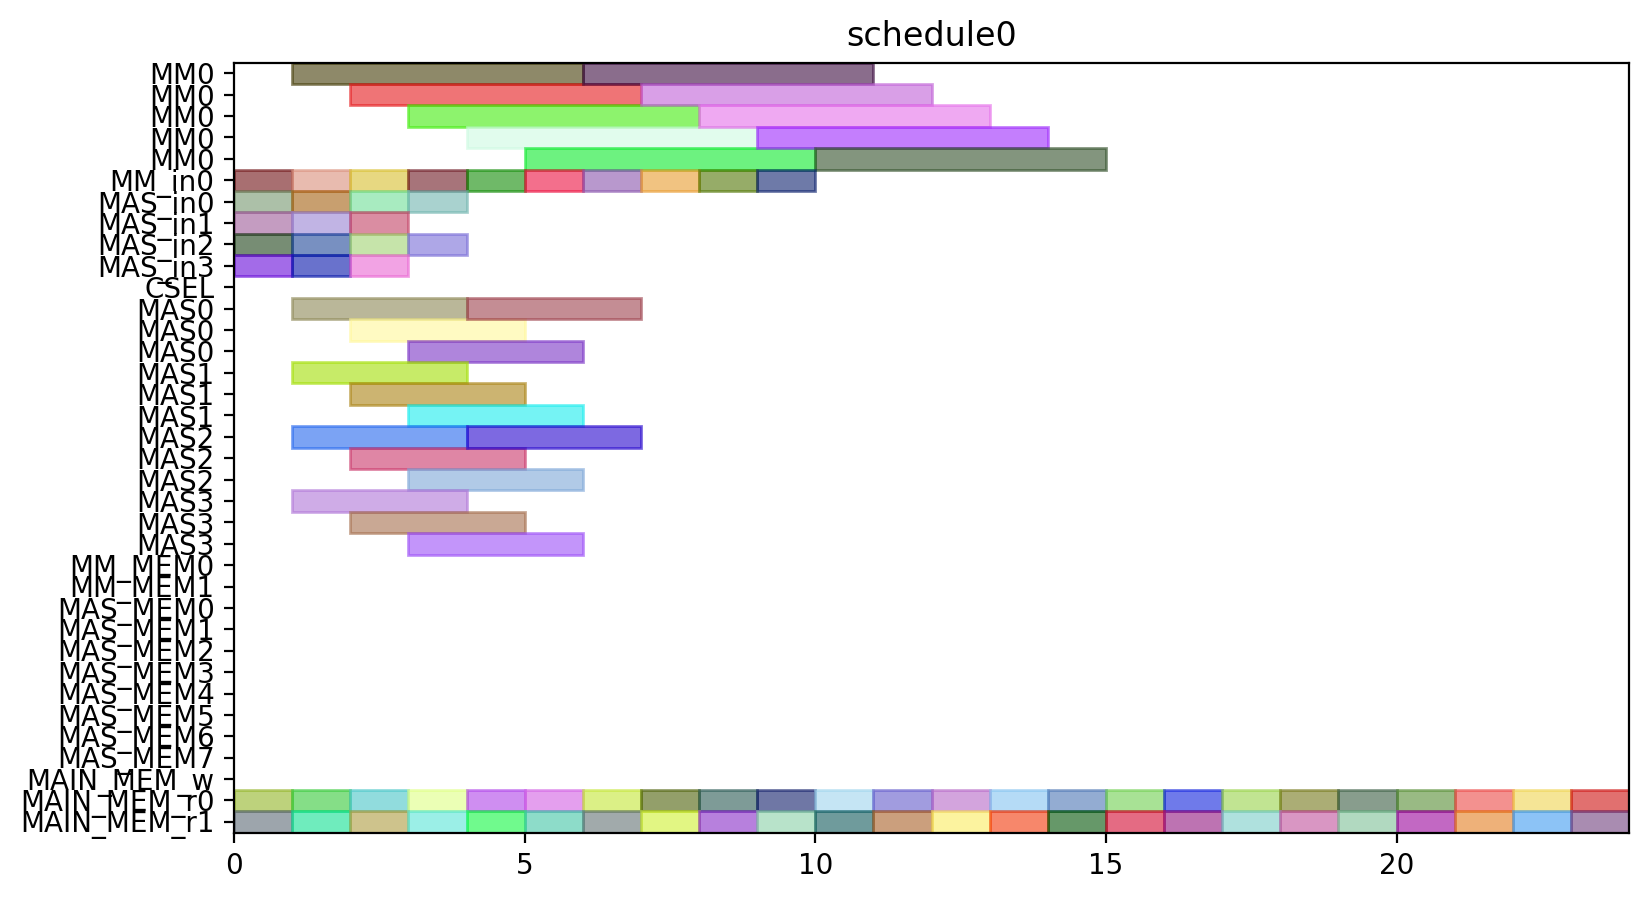 schedule0
MM0
MM0
MM0
MM0
MM0
MM_in0
MAS_in0
MAS_in1
MAS_in2
MAS_in3
CSEL
MAS0
MAS0
MAS0
MAS1
MAS1
MAS1
MAS2
MAS2
MAS2
MAS3
MAS3
MAS3
MM_MEM0
MM_MEM1
MAS_MEM0
MAS_MEM1
MAS_MEM2
MAS_MEM3
MAS_MEM4
MAS_MEM5
MAS_MEM6
MAS_MEM7
MAIN_MEM_w
MAIN_MEM_r0
MAIN_MEM_r1
0 5 10 15 20